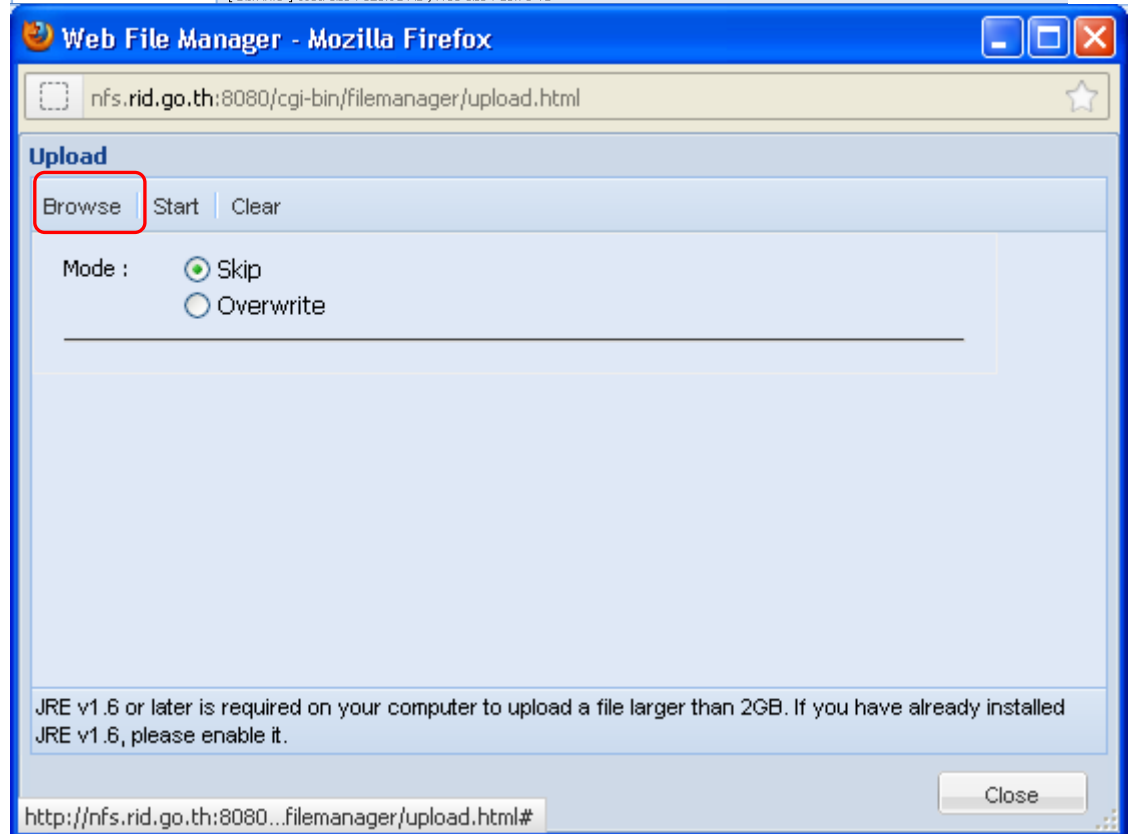 Web File Manager - Mozilla Firefox
nfs.rid.go.th:8080/cgi-bin/filemanager/upload.html
Upload
Browse Start Clear
Mode : Skip
Overwrite
JRE v1.6 or later is required on your computer to upload a file larger than 2GB. If you have already installed
JRE v1.6, please enable it.
Close
http://nfs.rid.go.th:8080...filemanager/upload.html#